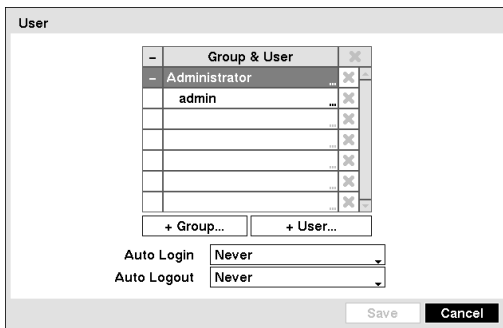 User
– Group & User
– Administrator ...
admin ...
+ Group... + User...
Auto Login Never
Auto Logout Never
Save Cancel